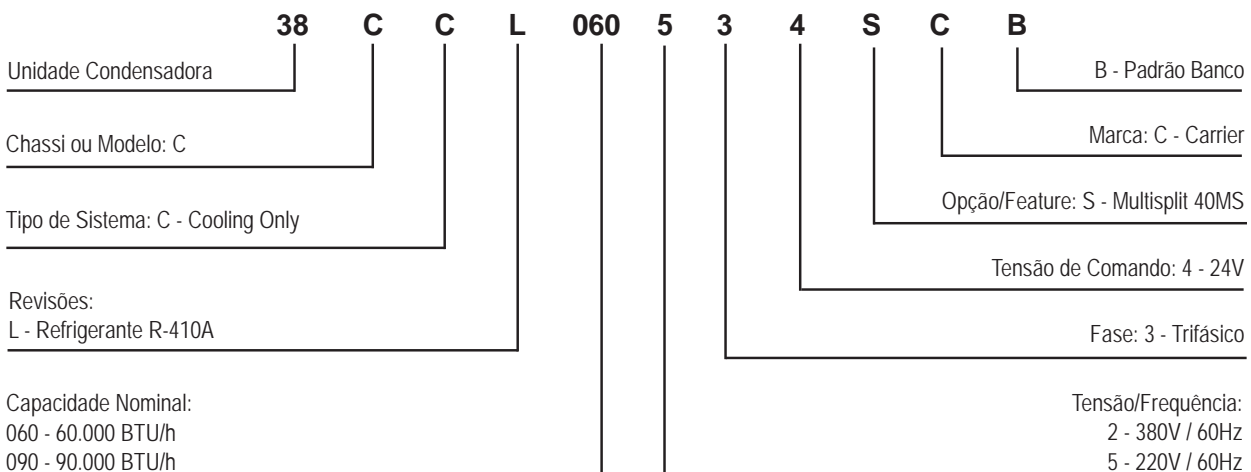 38 C C L 060 5 3 4 S C B
Unidade Condensadora
Chassi ou Modelo: C
Tipo de Sistema: C - Cooling Only
Revisões:
L - Refrigerante R-410A
Capacidade Nominal:
060 - 60.000 BTU/h
090 - 90.000 BTU/h
B - Padrão Banco
Marca: C - Carrier
Opção/Feature: S - Multisplit 40MS
Tensão de Comando: 4 - 24V
Fase: 3 - Trifásico
Tensão/Frequência:
2 - 380V / 60Hz
5 - 220V / 60Hz